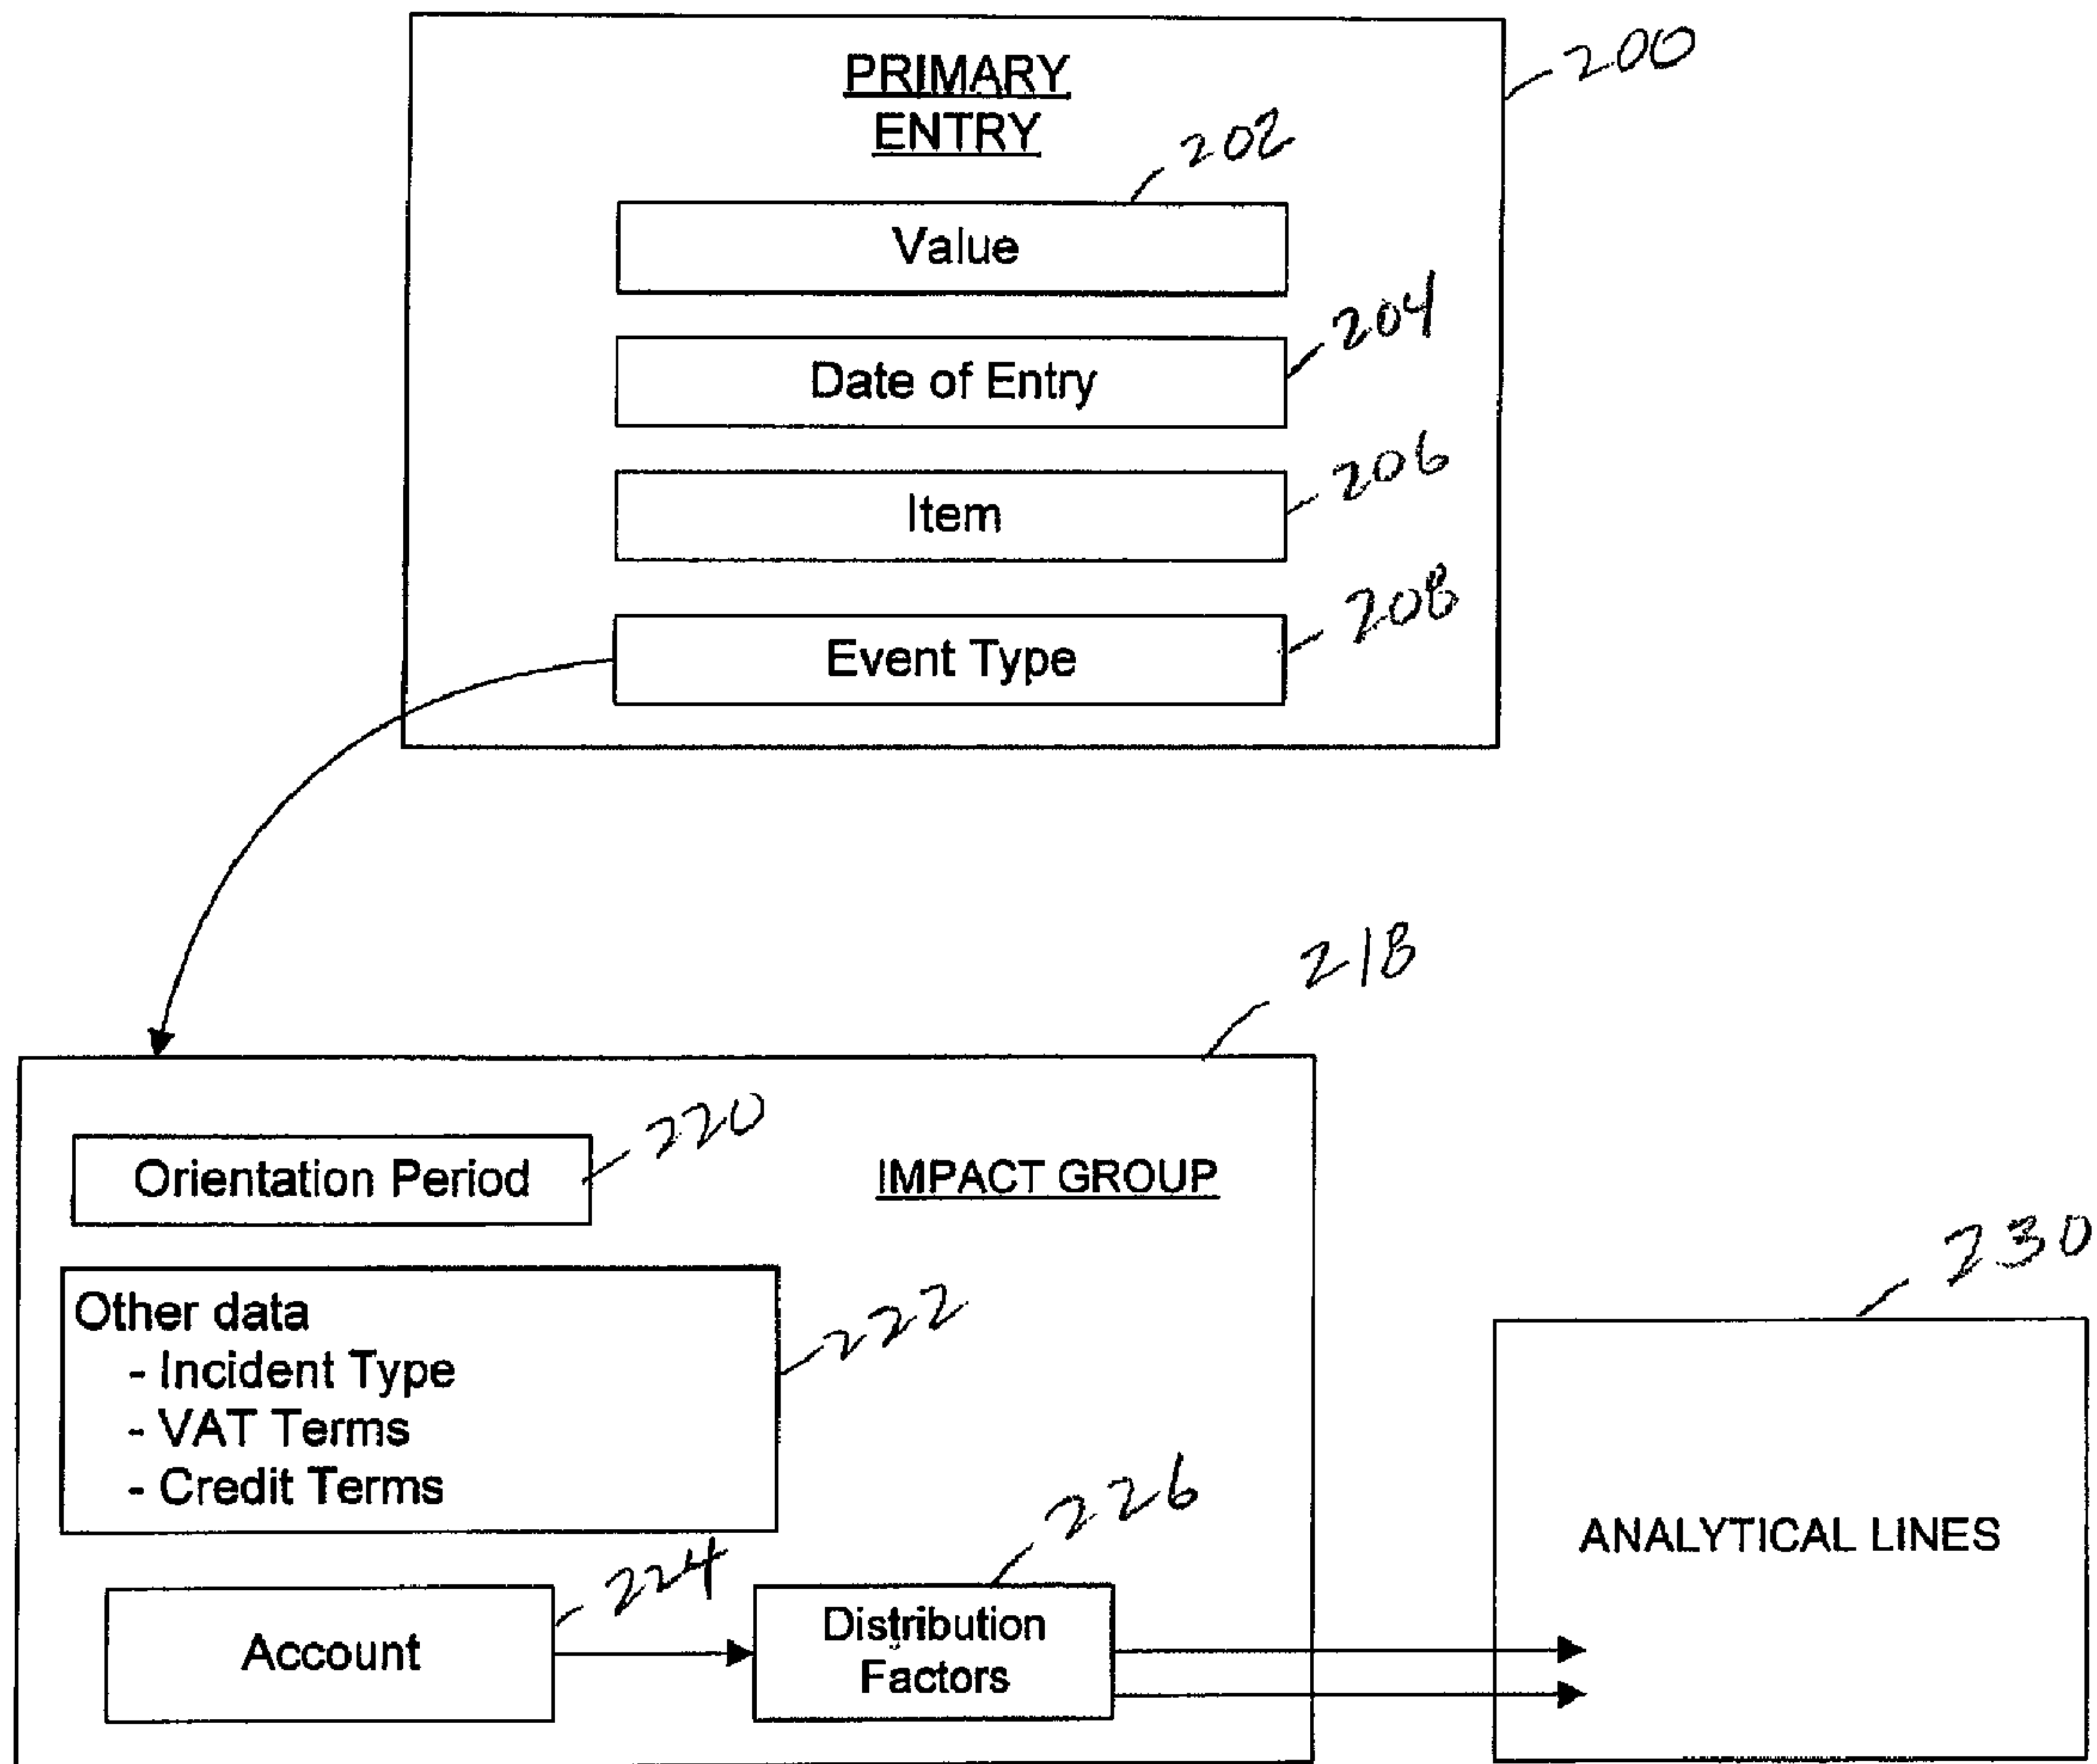 PRIMARY
ENTRY
200
202
Value
204
Date of Entry
206
Item
208
Event Type
218
220
Orientation Period
IMPACT GROUP
230
222
Other data
- Incident Type
- VAT Terms
- Credit Terms
226
224
ANALYTICAL LINES
Account
Distribution
Factors